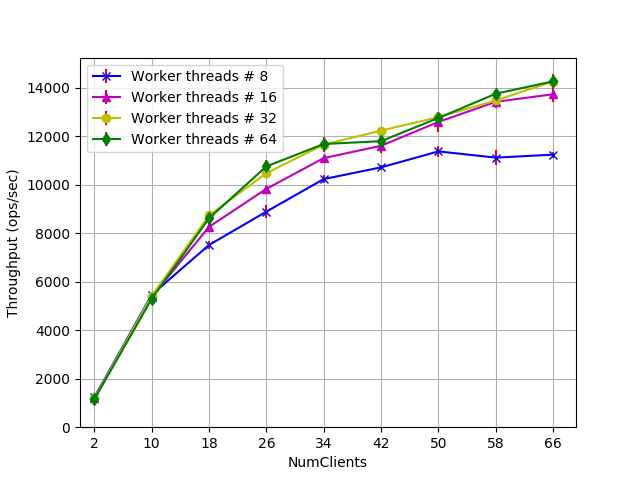 Worker threads # 8
Worker threads # 16
Worker threads # 32
Worker threads # 64
14000
12000
10000
8000
6000
4000
2000
0
Throughput (ops/sec)
2 10 18 26 34 42 50 58 66
NumClients